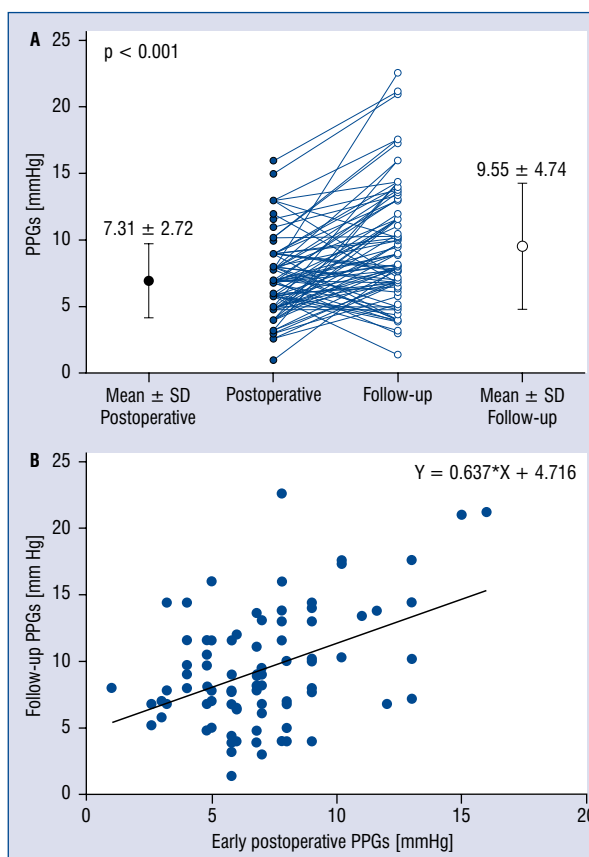 A
p < 0.001
PPGs [mmHg]
25
20
15
10
5
0
7.31 ± 2.72
9.55 ± 4.74
Mean ± SD Postoperative Follow-up Mean ± SD
Postoperative Follow-up
B
Y = 0.637*X + 4.716
Follow-up PPGs [mm Hg]
25
20
15
10
5
0
0 5 10 15 20
Early postoperative PPGs [mmHg]